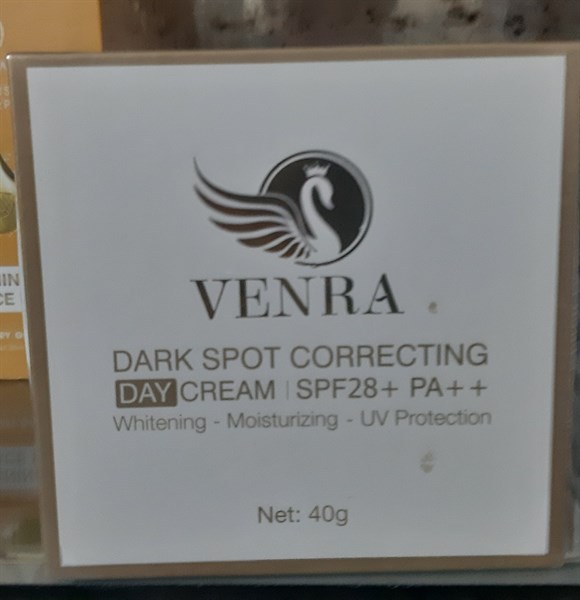 VENRA
DARK SPOT CORRECTING
DAY CREAM | SPF28+ PA++
Whitening - Moisturizing - UV Protection
Net: 40g